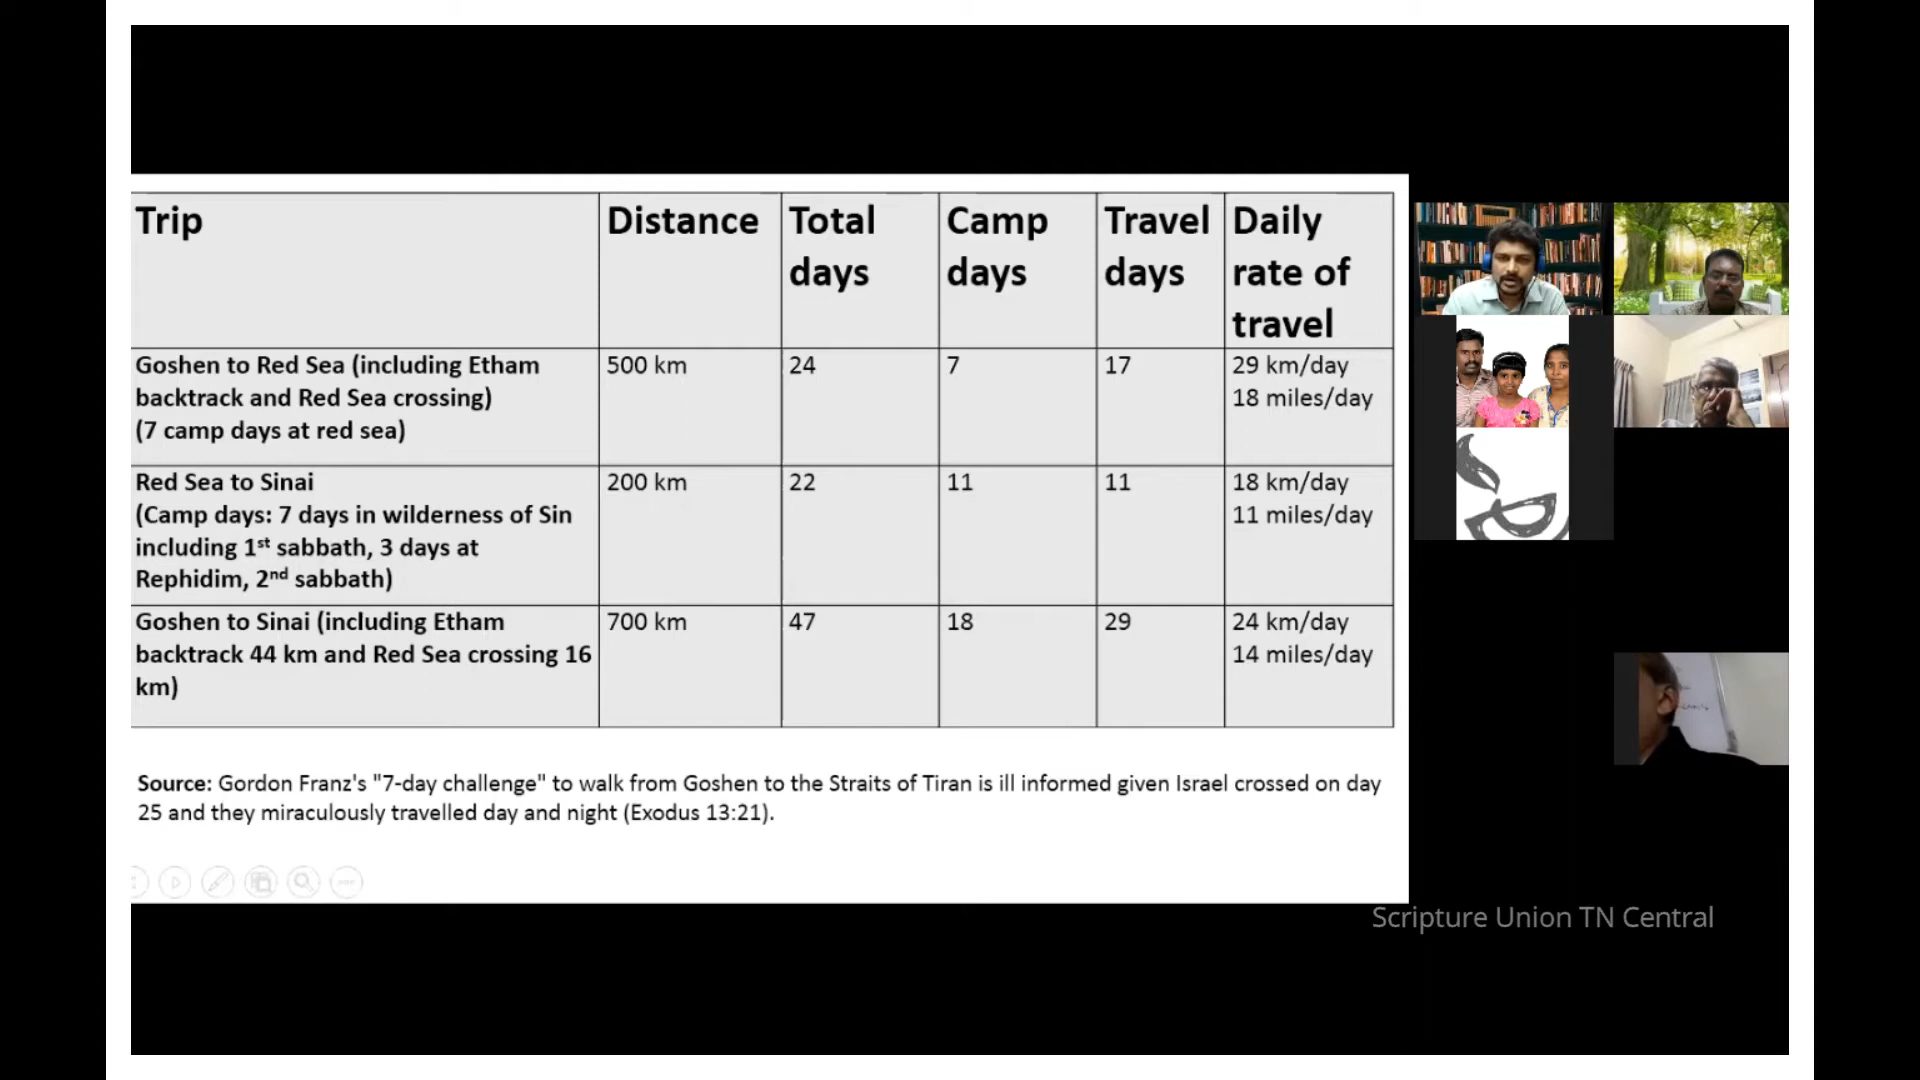 Trip
Distance
Total
days
Camp
days
Travel
days
Daily
rate of
travel
Goshen to Red Sea (including Etham
backtrack and Red Sea crossing)
(7 camp days at red sea)
500 km
24
7
17
29 km/day
18 miles/day
Red Sea to Sinai
(Camp days: 7 days in wilderness of Sin
including 1st sabbath, 3 days at
Rephidim, 2nd sabbath)
200 km
22
11
11
18 km/day
11 miles/day
Goshen to Sinai (including Etham
backtrack 44 km and Red Sea crossing 16
km)
700 km
47
18
29
24 km/day
14 miles/day
Source: Gordon Franz's "7-day challenge" to walk from Goshen to the Straits of Tiran is ill informed given Israel crossed on day
25 and they miraculously travelled day and night (Exodus 13:21).
Scripture Union TN Central